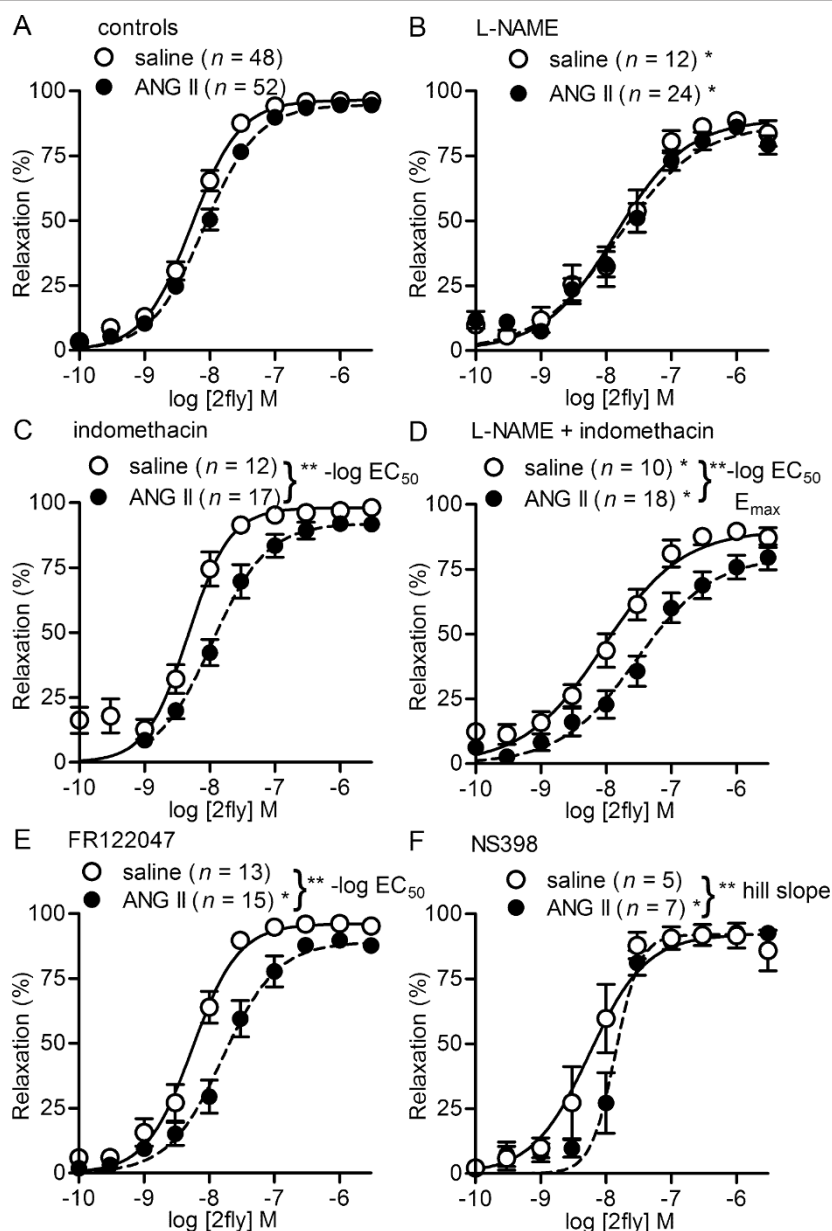 A
controls
saline (n = 48)
ANG II (n = 52)
100
75
50
25
0
Relaxation (%)
-10 -9 -8 -7 -6
log [2fly] M
B
L-NAME
saline (n = 12) *
ANG II (n = 24) *
100
75
50
25
0
Relaxation (%)
-10 -9 -8 -7 -6
log [2fly] M
C
indomethacin
saline (n = 12)
ANG II (n = 17)
} ** -log EC50
100
75
50
25
0
Relaxation (%)
-10 -9 -8 -7 -6
log [2fly] M
D
L-NAME + indomethacin
saline (n = 10) *
ANG II (n = 18) *
} ** -log EC50
Emax
100
75
50
25
0
Relaxation (%)
-10 -9 -8 -7 -6
log [2fly] M
E
FR122047
saline (n = 13)
ANG II (n = 15) *
} ** -log EC50
100
75
50
25
0
Relaxation (%)
-10 -9 -8 -7 -6
log [2fly] M
F
NS398
saline (n = 5)
ANG II (n = 7) *
} ** hill slope
100
75
50
25
0
Relaxation (%)
-10 -9 -8 -7 -6
log [2fly] M